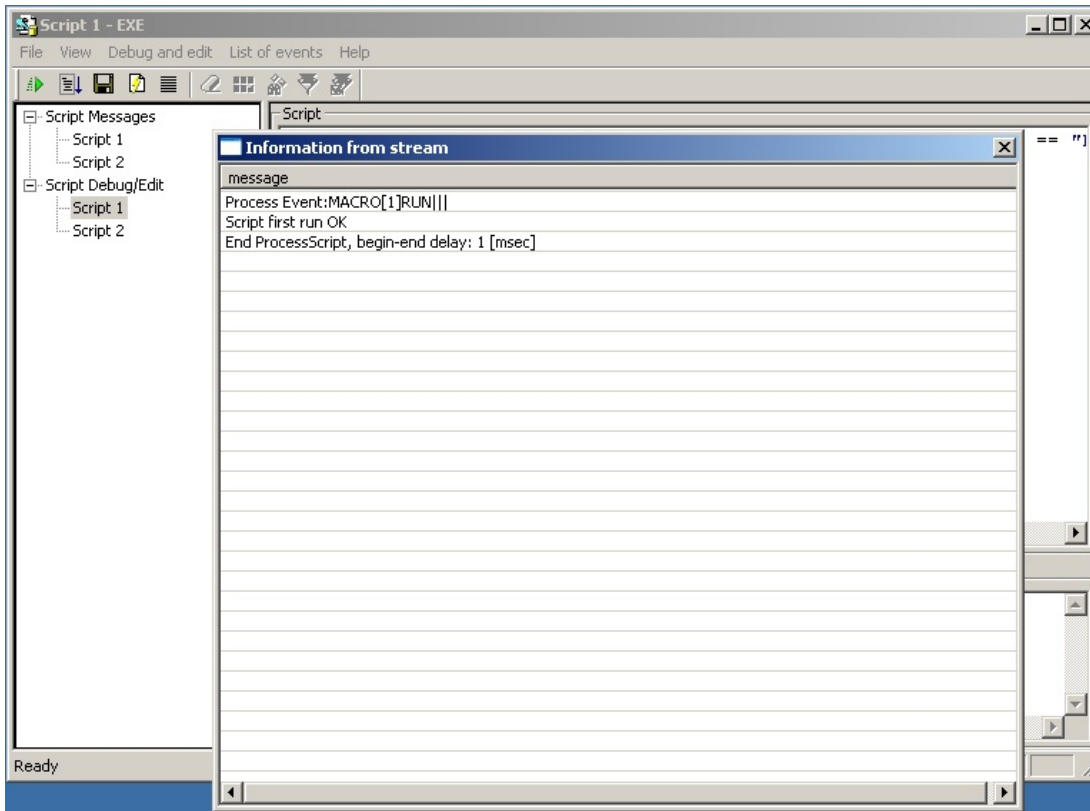 Script 1 - EXE
File View Debug and edit List of events Help
Script Messages
Script 1
Script 2
Script Debug/Edit
Script 1
Script 2
Script
== "]
Information from stream
message
Process Event:MACRO[1]RUN|||
Script first run OK
End ProcessScript, begin-end delay: 1 [msec]
Ready